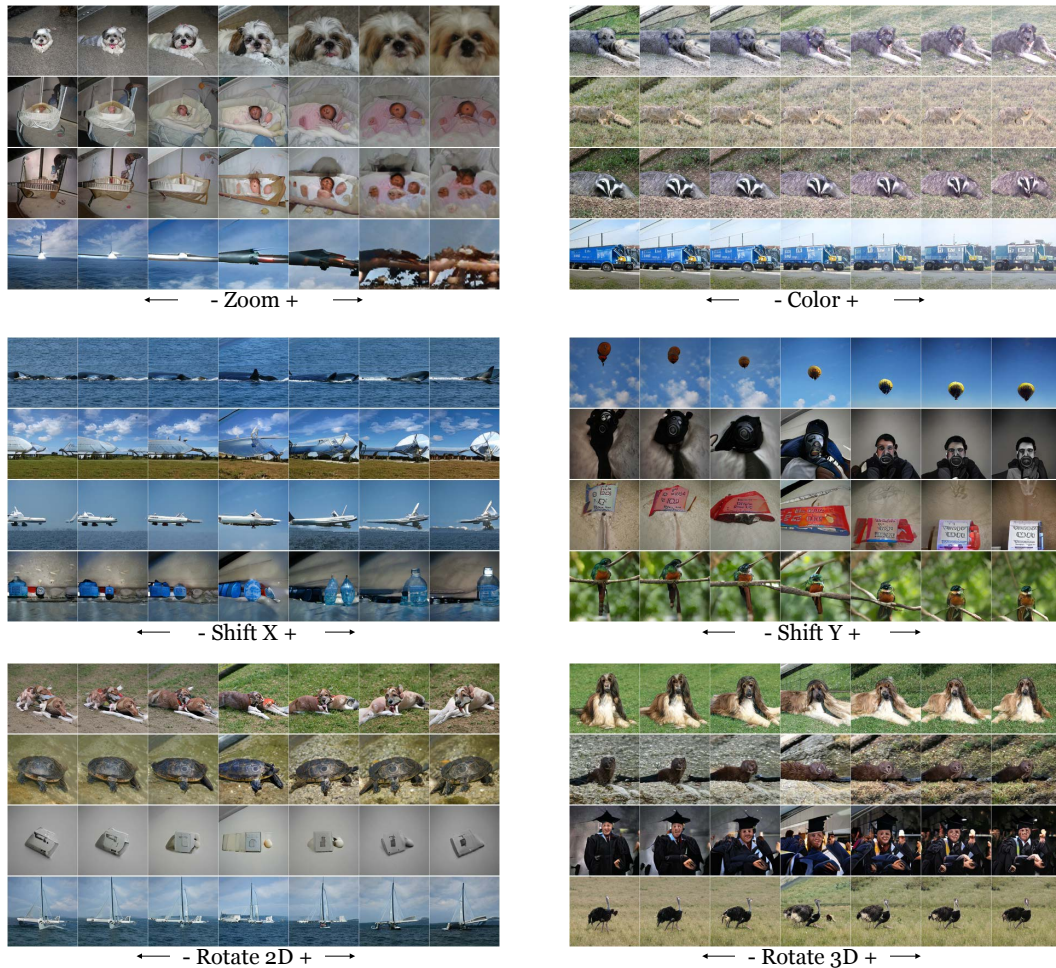 - Zoom +
- Color +
- Shift X +
- Shift Y +
- Rotate 2D +
- Rotate 3D +